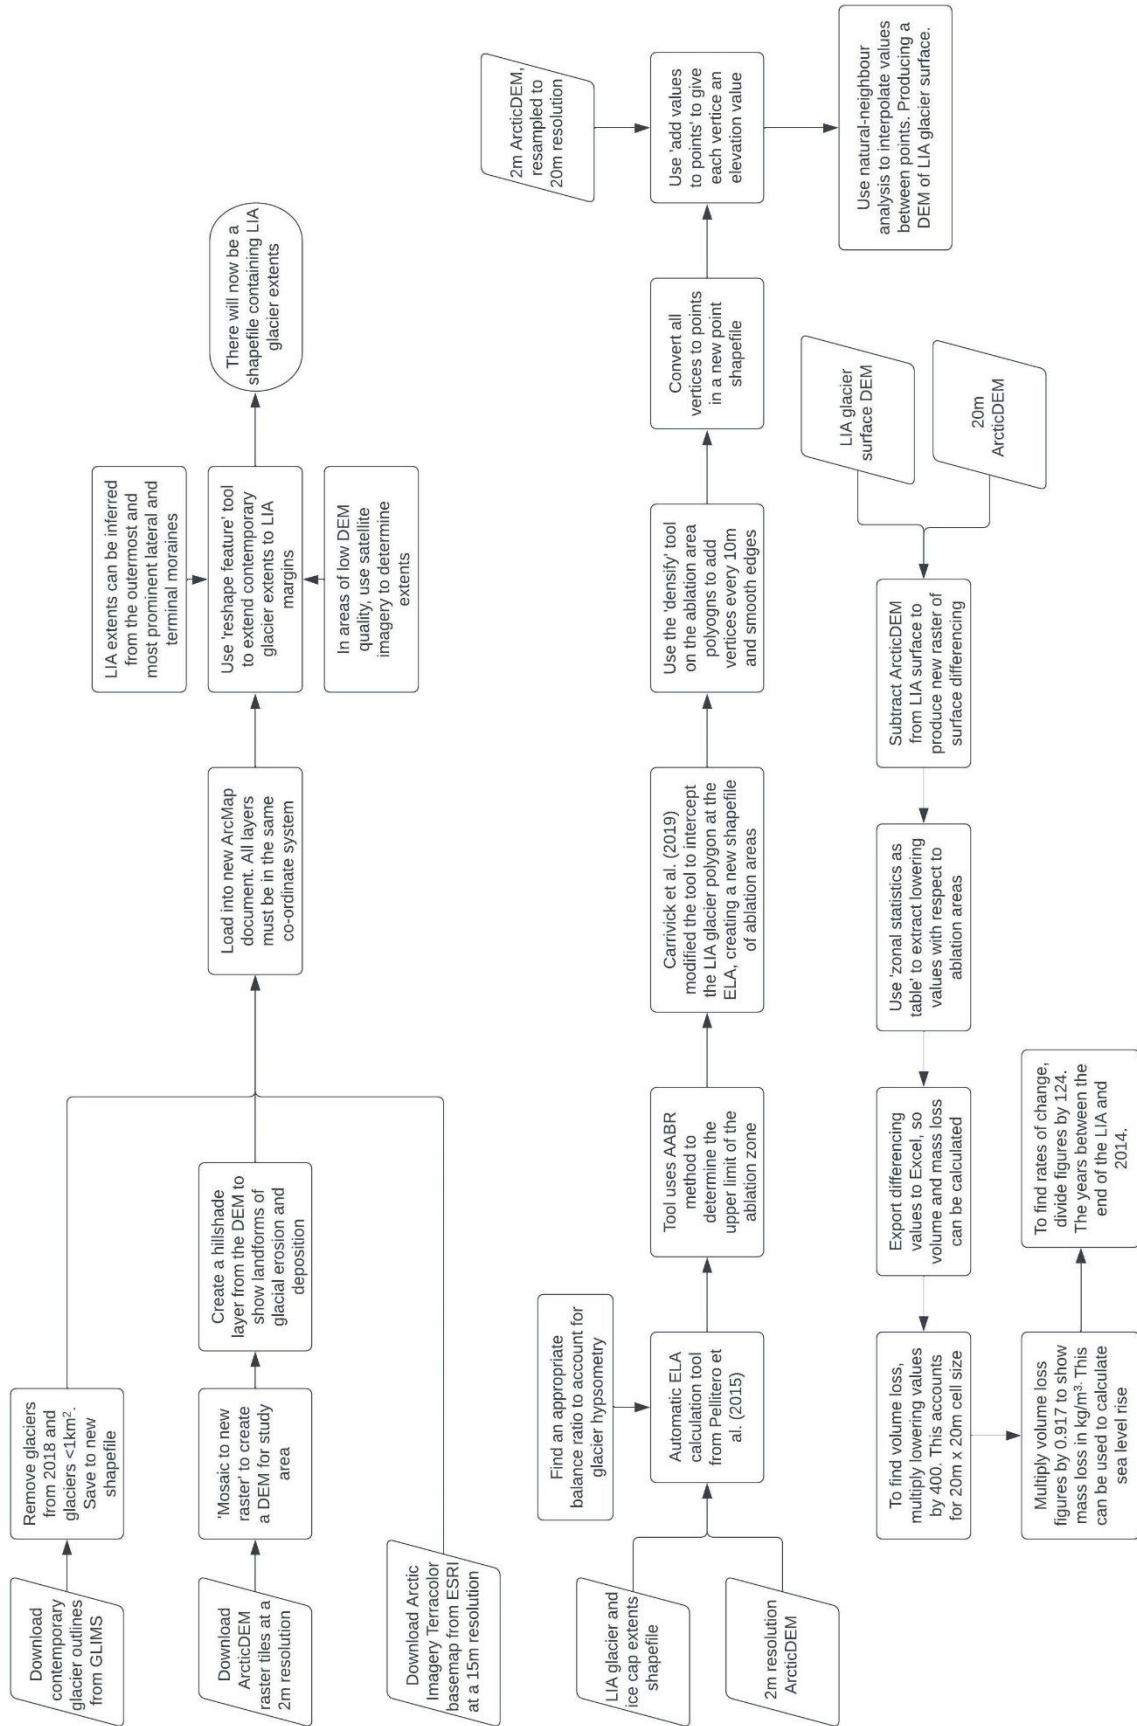 Download
contemporary
glacier outlines
from GLIMS
Remove glaciers
from 2018 and
glaciers <1km².
Save to new
shapefile
Download
ArcticDEM
raster tiles at a
2m resolution
'Mosaic to new
raster' to create
a DEM for study
area
Create a hillshade
layer from the DEM to
show landforms of
glacial erosion and
deposition
Download Arctic
Imagery Terracolor
basemap from ESRI
at a 15m resolution
Load into new ArcMap
document. All layers
must be in the same
co-ordinate system
LIA extents can be inferred
from the outermost and
most prominent lateral and
terminal moraines
Use 'reshape feature' tool
to extend contemporary
glacier extents to LIA
margins
In areas of low DEM
quality, use satellite
imagery to determine
extents
There will now be a
shapefile containing LIA
glacier extents
LIA glacier and
ice cap extents
shapefile
2m resolution
ArcticDEM
Find an appropriate
balance ratio to account for
glacier hypsometry
Automatic ELA
calculation tool
from Pellitero et
al. (2015)
Tool uses AABR
method to
determine the
upper limit of the
ablation zone
Carrivick et al. (2019)
modified the tool to intercept
the LIA glacier polygon at the
ELA, creating a new shapefile
of ablation areas
Use the 'densify' tool
on the ablation area
polyogns to add
vertices every 10m
and smooth edges
Convert all
vertices to points
in a new point
shapefile
2m ArcticDEM,
resampled to
20m resolution
Use 'add values
to points' to give
each vertice an
elevation value
Use natural-neighbour
analysis to interpolate values
between points. Producing a
DEM of LIA glacier surface.
LIA glacier
surface DEM
20m
ArcticDEM
Subtract ArcticDEM
from LIA surface to
produce new raster of
surface differencing
Use 'zonal statistics as
table' to extract lowering
values with respect to
ablation areas
Export differencing
values to Excel, so
volume and mass loss
can be calculated
To find volume loss,
multiply lowering values
by 400. This accounts
for 20m x 20m cell size
Multiply volume loss
figures by 0.917 to show
mass loss in kg/m³. This
can be used to calculate
sea level rise
To find rates of change,
divide figures by 124.
The years between the
end of the LIA and
2014.